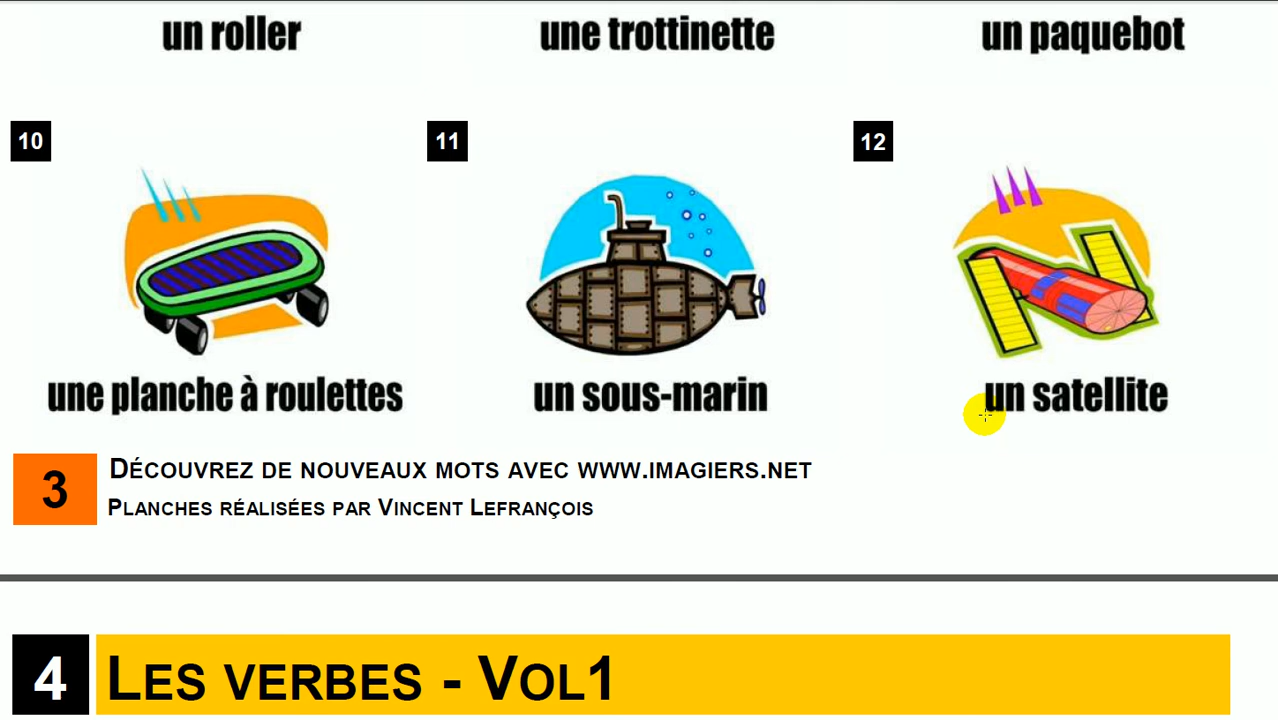 un roller
une trottinette
un paquebot
10
11
12
une planche à roulettes
un sous-marin
un satellite
3
DÉCOUVREZ DE NOUVEAUX MOTS AVEC WWW.IMAGIERS.NET
PLANCHES RÉALISÉES PAR VINCENT LEFRANÇOIS
4
LES VERBES - VOL1